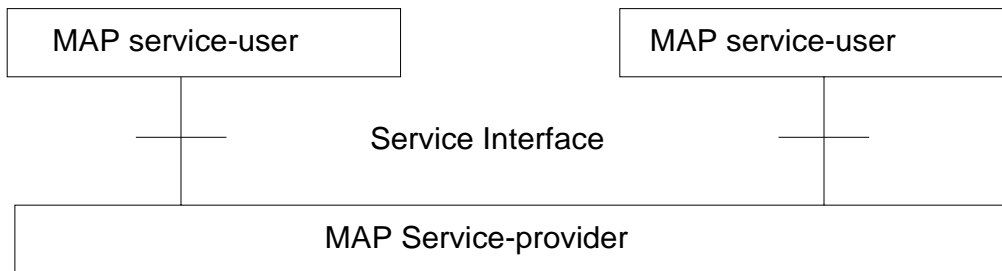 MAP service-user
MAP service-user
Service Interface
MAP Service-provider